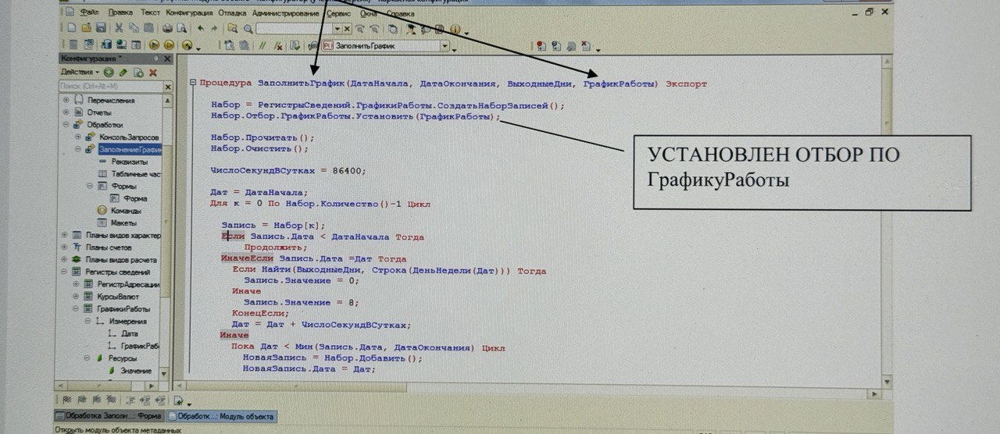 Файл Правка Текст Конфигурация Отладка Администрирование Сервис Окна Справка
ЗаполнитьГрафик
Конфигурация *
Действия
Поиск (Ctrl+Alt+M)
Перечисления
Отчеты
Обработки
КонсольЗапросов
ЗаполнениеГрафик
Реквизиты
Табличные час
Формы
Форма
Команды
Макеты
Планы видов характер
Планы счетов
Планы видов расчета
Регистры сведений
РегистрАдресации
КурсыВалют
ГрафикиРаботы
Измерения
Дата
ГрафикРаб
Ресурсы
Значение
Процедура ЗаполнитьГрафик(ДатаНачала, ДатаОкончания, ВыходныеДни, ГрафикРаботы) Экспорт
Набор = РегистрыСведений.ГрафикиРаботы.СоздатьНаборЗаписей();
Набор.Отбор.ГрафикРаботы.Установить(ГрафикРаботы);
Набор.Прочитать();
Набор.Очистить();
ЧислоСекундВСутках = 86400;
Дат = ДатаНачала;
Для к = 0 По Набор.Количество()-1 Цикл
Запись = Набор[к];
Если Запись.Дата < ДатаНачала Тогда
Продолжить;
ИначеЕсли Запись.Дата =Дат Тогда
Если Найти(ВыходныеДни, Строка(ДеньНедели(Дат))) Тогда
Запись.Значение = 0;
Иначе
Запись.Значение = 8;
КонецЕсли;
Дат = Дат + ЧислоСекундВСутках;
Иначе
Пока Дат < Мин(Запись.Дата, ДатаОкончания) Цикл
НоваяЗапись = Набор.Добавить();
НоваяЗапись.Дата = Дат;
УСТАНОВЛЕН ОТБОР ПО
ГрафикуРаботы
Обработка Заполн...: Форма
Обработк...: Модуль объекта
Открыть модуль объекта метаданных